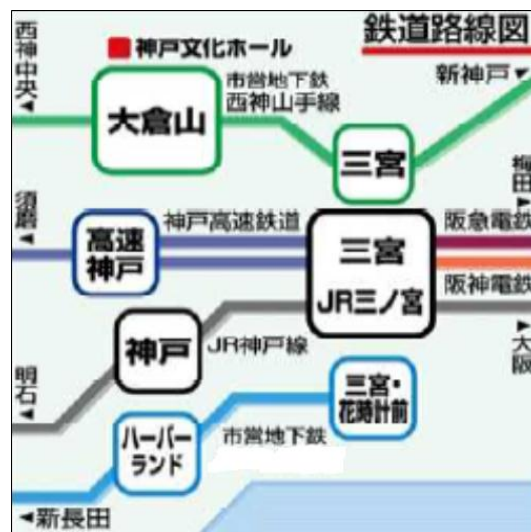 鉄道路線図
西神中央
神戸文化ホール
新神戸
大倉山
市営地下鉄
西神山手線
三宮
梅田
須磨
高速
神戸
神戸高速鉄道
三宮
JR三ノ宮
阪急電鉄
阪神電鉄
神戸
JR神戸線
大阪
明石
三宮・
花時計前
ハーバー
ランド
市営地下鉄
新長田